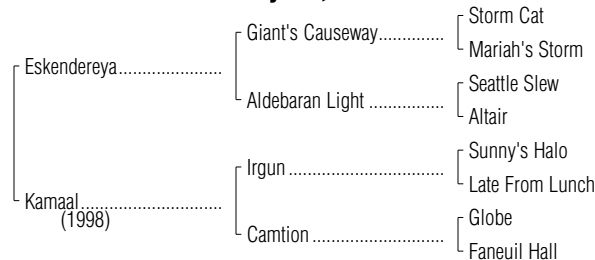 Storm Cat
Giant's Causeway..............
Mariah's Storm
Eskendereya......................
Seattle Slew
Aldebaran Light ................
Altair
Sunny's Halo
Irgun .................................
Late From Lunch
Kamaal..............................
(1998)
Globe
Camtion ............................
Faneuil Hall